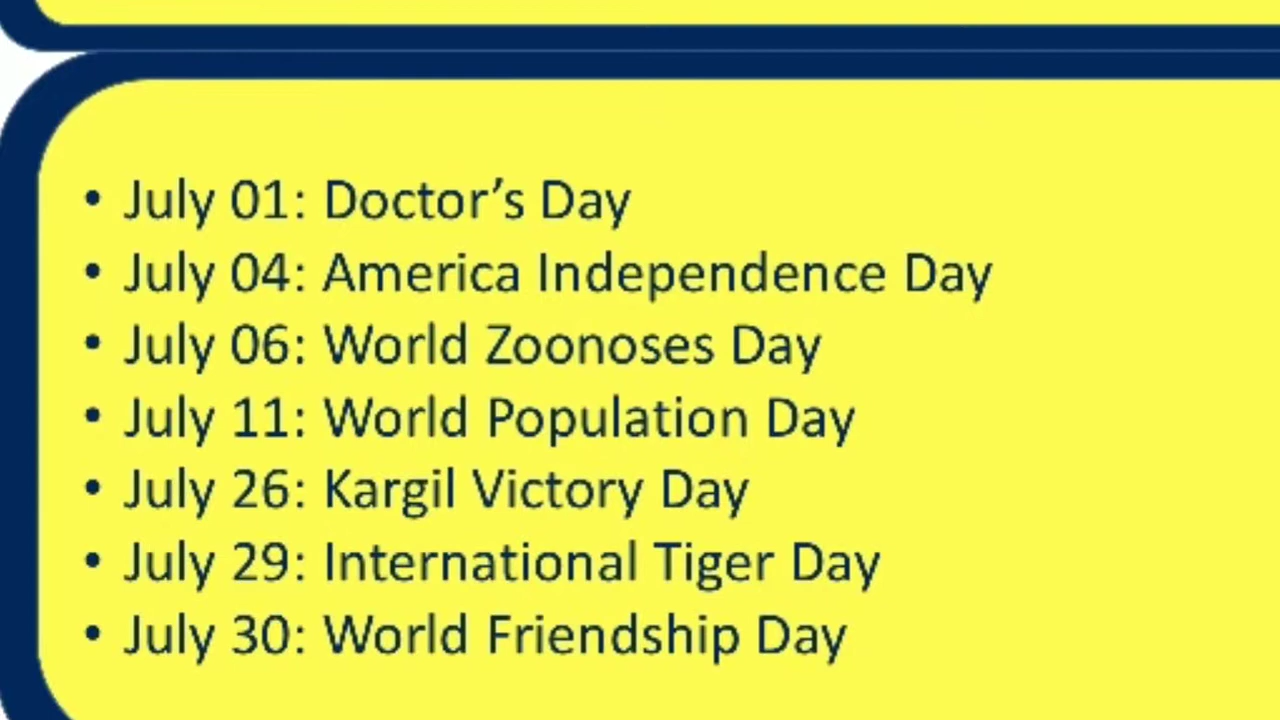 • July 01: Doctor’s Day
• July 04: America Independence Day
• July 06: World Zoonoses Day
• July 11: World Population Day
• July 26: Kargil Victory Day
• July 29: International Tiger Day
• July 30: World Friendship Day